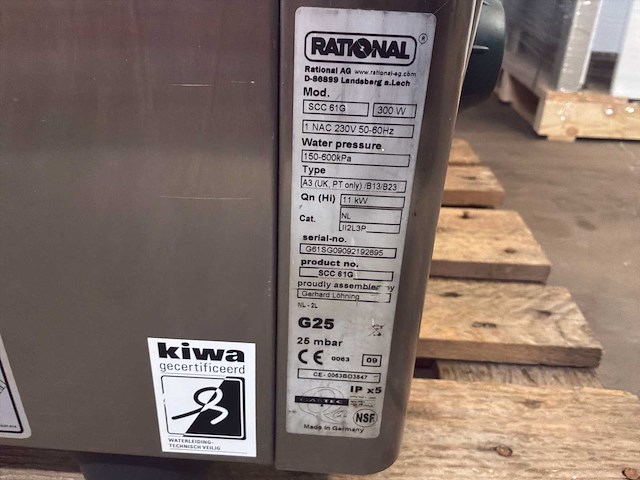 RATIONAL ®
Rational AG www.rational-ag.com
D-86899 Landsberg a.Lech
Mod.
SCC 61G 300 W
1 NAC 230V 50-60Hz
Water pressure
150-600kPa
Type
A3 (UK, PT only) /B13/B23
Qn (Hi) 11 kW
Cat. NL
II2L3P
serial-no.
G61SG09092192895
product no.
SCC 61G
proudly assembled by
Gerhard Löhning
NL - 2L
G25
25 mbar
CE 0063 09
CE - 0063BO3847
IP x5
GASTEC
NSF
Made in Germany
kiwa
gecertificeerd
WATERLEIDING-
TECHNISCH VEILIG